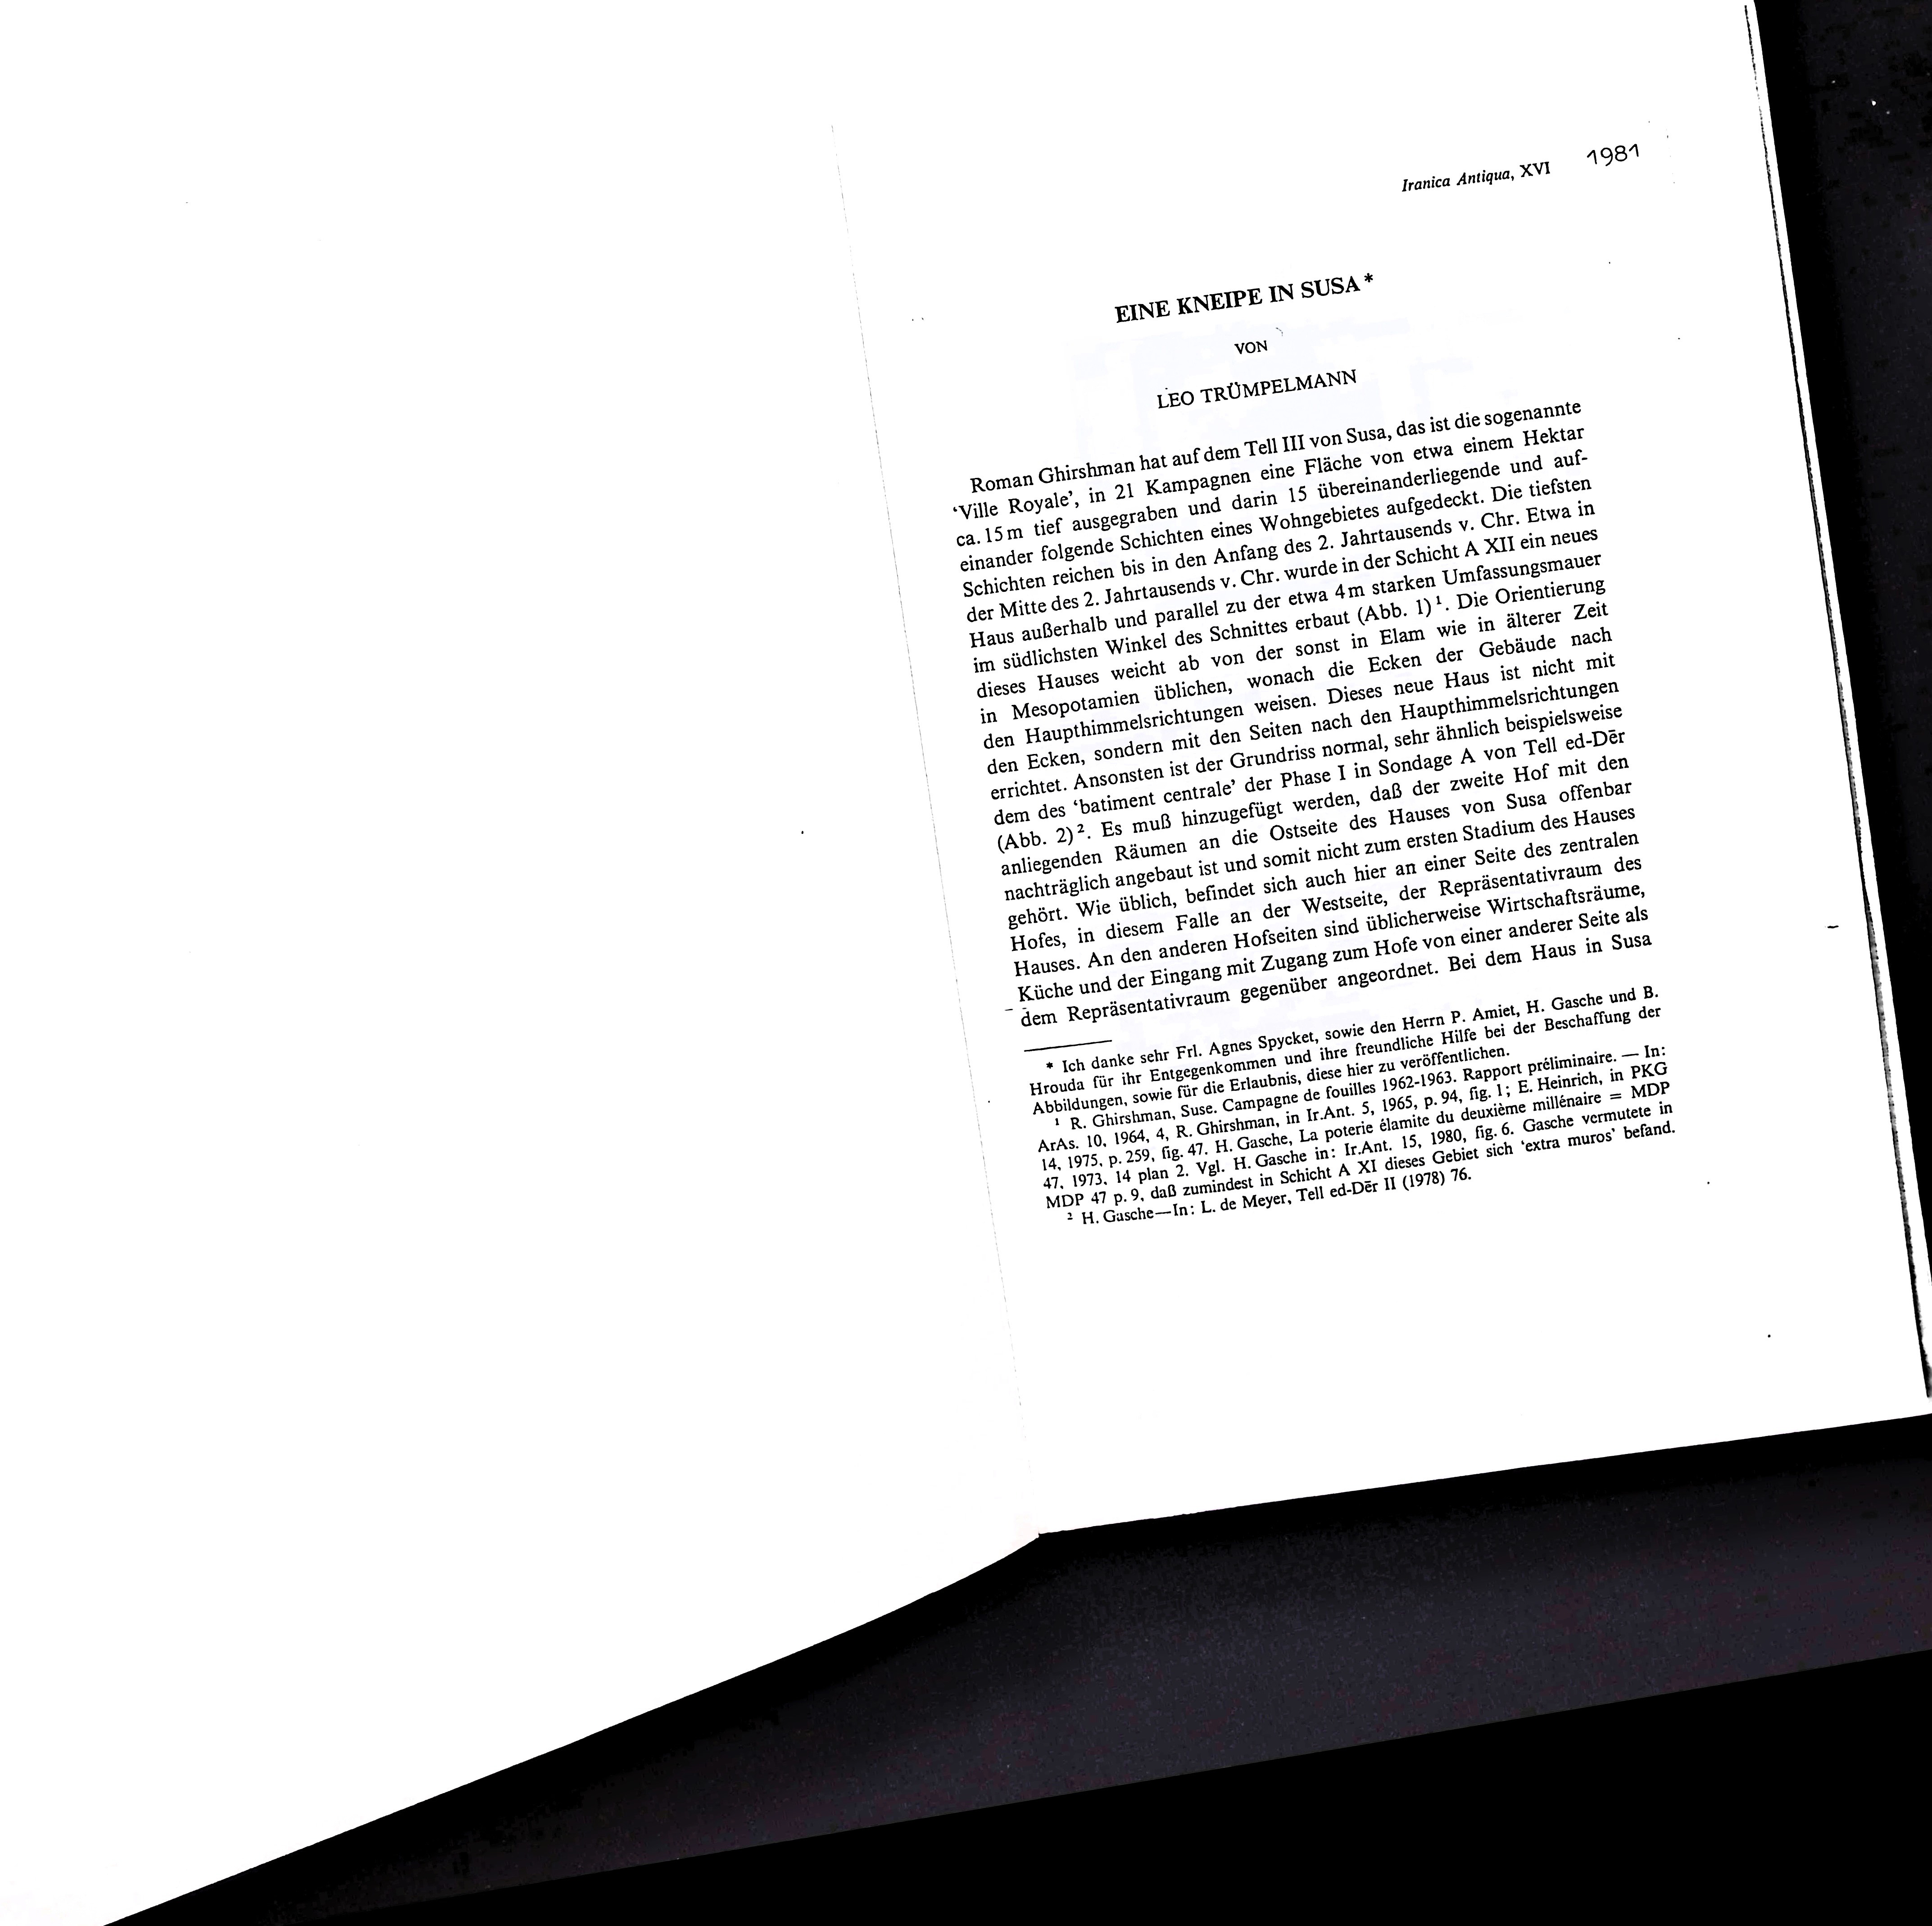 Iranica Antiqua, XVI 1981
EINE KNEIPE IN SUSA*
VON
LEO TRÜMPELMANN
Roman Ghirshman hat auf dem Tell III von Susa, das ist die sogenannte
‘Ville Royale’, in 21 Kampagnen eine Fläche von etwa einem Hektar
ca. 15 m tief ausgegraben und darin 15 übereinanderliegende und auf-
einander folgende Schichten eines Wohngebietes aufgedeckt. Die tiefsten
Schichten reichen bis in den Anfang des 2. Jahrtausends v. Chr. Etwa in
der Mitte des 2. Jahrtausends v. Chr. wurde in der Schicht A XII ein neues
Haus außerhalb und parallel zu der etwa 4 m starken Umfassungsmauer
im südlichsten Winkel des Schnittes erbaut (Abb. 1)¹. Die Orientierung
dieses Hauses weicht ab von der sonst in Elam wie in älterer Zeit
in Mesopotamien üblichen, wonach die Ecken der Gebäude nach
den Haupthimmelsrichtungen weisen. Dieses neue Haus ist nicht mit
den Ecken, sondern mit den Seiten nach den Haupthimmelsrichtungen
errichtet. Ansonsten ist der Grundriss normal, sehr ähnlich beispielsweise
dem des ‘batiment centrale’ der Phase I in Sondage A von Tell ed-Dēr
(Abb. 2)². Es muß hinzugefügt werden, daß der zweite Hof mit den
anliegenden Räumen an die Ostseite des Hauses von Susa offenbar
nachträglich angebaut ist und somit nicht zum ersten Stadium des Hauses
gehört. Wie üblich, befindet sich auch hier an einer Seite des zentralen
Hofes, in diesem Falle an der Westseite, der Repräsentativraum des
Hauses. An den anderen Hofseiten sind üblicherweise Wirtschaftsräume,
Küche und der Eingang mit Zugang zum Hofe von einer anderer Seite als
dem Repräsentativraum gegenüber angeordnet. Bei dem Haus in Susa
* Ich danke sehr Frl. Agnes Spycket, sowie den Herrn P. Amiet, H. Gasche und B.
Hrouda für ihr Entgegenkommen und ihre freundliche Hilfe bei der Beschaffung der
Abbildungen, sowie für die Erlaubnis, diese hier zu veröffentlichen.
¹ R. Ghirshman, Suse. Campagne de fouilles 1962-1963. Rapport préliminaire. — In:
ArAs. 10, 1964, 4, R. Ghirshman, in Ir.Ant. 5, 1965, p. 94, fig. 1; E. Heinrich, in PKG
14, 1975, p. 259, fig. 47. H. Gasche, La poterie élamite du deuxième millénaire = MDP
47, 1973, 14 plan 2. Vgl. H. Gasche in: Ir.Ant. 15, 1980, fig. 6. Gasche vermutete in
MDP 47 p. 9, daß zumindest in Schicht A XI dieses Gebiet sich ‘extra muros’ befand.
² H. Gasche—In: L. de Meyer, Tell ed-Dēr II (1978) 76.